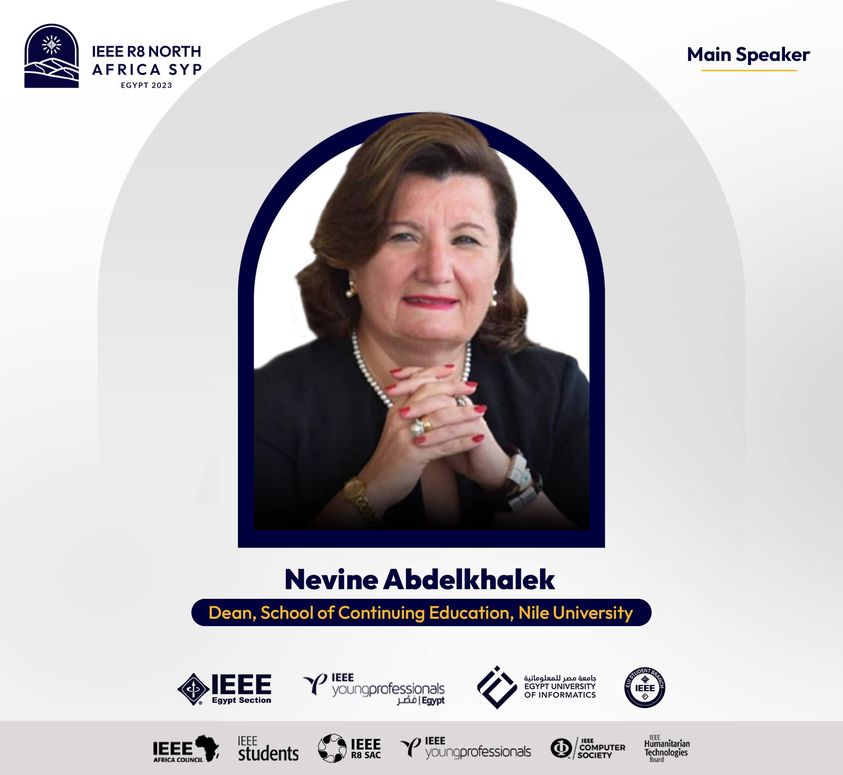 IEEE R8 NORTH
AFRICA SYP
EGYPT 2023
Main Speaker
Nevine Abdelkhalek
Dean, School of Continuing Education, Nile University
IEEE
Egypt Section
IEEE
youngprofessionals
مصر | Egypt
جامعة مصر للمعلوماتية
EGYPT UNIVERSITY
OF INFORMATICS
IEEE
IEEE
AFRICA COUNCIL
IEEE
students
IEEE
R8 SAC
IEEE
youngprofessionals
IEEE
COMPUTER
SOCIETY
IEEE
Humanitarian
Technologies
Board